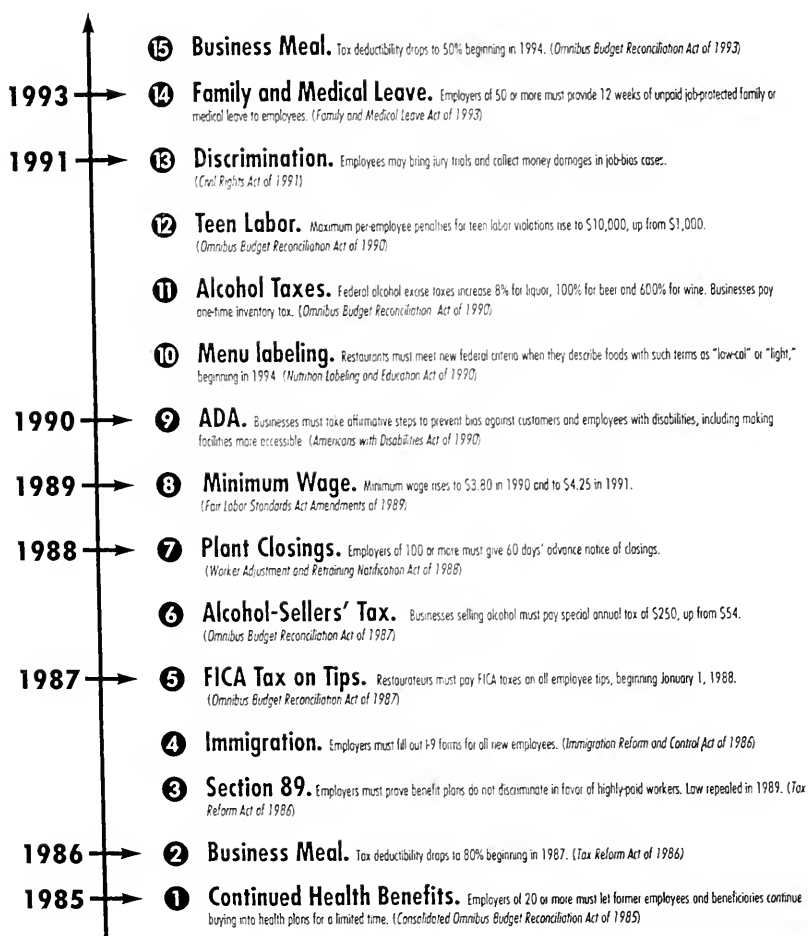 15 Business Meal. Tax deductibility drops to 50% beginning in 1994. (Omnibus Budget Reconciliation Act of 1993)
1993 14 Family and Medical Leave. Employers of 50 or more must provide 12 weeks of unpaid job-protected family or
medical leave to employees. (Family and Medical Leave Act of 1993)
1991 13 Discrimination. Employees may bring jury trials and collect money damages in job-bias cases.
(Civil Rights Act of 1991)
12 Teen Labor. Maximum per-employee penalties for teen labor violations rise to $10,000, up from $1,000.
(Omnibus Budget Reconciliation Act of 1990)
11 Alcohol Taxes. Federal alcohol excise taxes increase 8% for liquor, 100% for beer and 600% for wine. Businesses pay
one-time inventory tax. (Omnibus Budget Reconciliation Act of 1990)
10 Menu labeling. Restaurants must meet new federal criteria when they describe foods with such terms as "low-cal" or "light,"
beginning in 1994 (Nutrition Labeling and Education Act of 1990)
1990 9 ADA. Businesses must take affirmative steps to prevent bias against customers and employees with disabilities, including making
facilities more accessible (Americans with Disabilities Act of 1990)
1989 8 Minimum Wage. Minimum wage rises to $3.80 in 1990 and to $4.25 in 1991.
(Fair Labor Standards Act Amendments of 1989)
1988 7 Plant Closings. Employers of 100 or more must give 60 days' advance notice of closings.
(Worker Adjustment and Retraining Notification Act of 1988)
6 Alcohol-Sellers' Tax. Businesses selling alcohol must pay special annual tax of $250, up from $54.
(Omnibus Budget Reconciliation Act of 1987)
1987 5 FICA Tax on Tips. Restaurateurs must pay FICA taxes on all employee tips, beginning January 1, 1988.
(Omnibus Budget Reconciliation Act of 1987)
4 Immigration. Employers must fill out I-9 forms for all new employees. (Immigration Reform and Control Act of 1986)
3 Section 89. Employers must prove benefit plans do not discriminate in favor of highly-paid workers. Law repealed in 1989. (Tax
Reform Act of 1986)
1986 2 Business Meal. Tax deductibility drops to 80% beginning in 1987. (Tax Reform Act of 1986)
1985 1 Continued Health Benefits. Employers of 20 or more must let former employees and beneficiaries continue
buying into health plans for a limited time. (Consolidated Omnibus Budget Reconciliation Act of 1985)